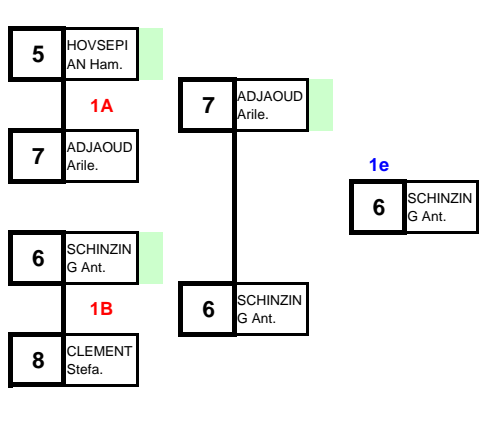 5
HOVSEPI
AN Ham.
1A
7
ADJAOUD
Arile.
6
SCHINZIN
G Ant.
1B
8
CLEMENT
Stefa.
7
ADJAOUD
Arile.
6
SCHINZIN
G Ant.
1e
6
SCHINZIN
G Ant.